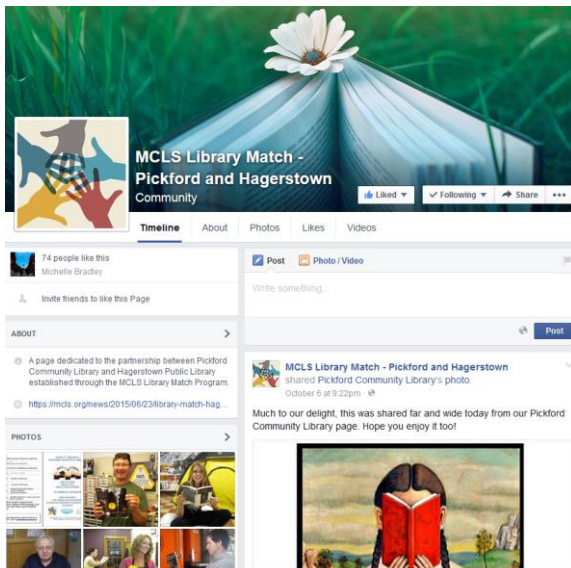 MCLS Library Match -
Pickford and Hagerstown
Community
Liked
Following
Share
Timeline
About
Photos
Likes
Videos
74 people like this
Michelle Bradley
Invite friends to like this Page
ABOUT
A page dedicated to the partnership between Pickford
Community Library and Hagerstown Public Library
established through the MCLS Library Match Program.
https://mcls.org/news/2015/06/23/library-match-hag...
PHOTOS
Post
Photo / Video
Write something...
Post
MCLS Library Match - Pickford and Hagerstown
shared Pickford Community Library's photo.
October 6 at 9:22pm ·
Much to our delight, this was shared far and wide today from our Pickford
Community Library page. Hope you enjoy it too!